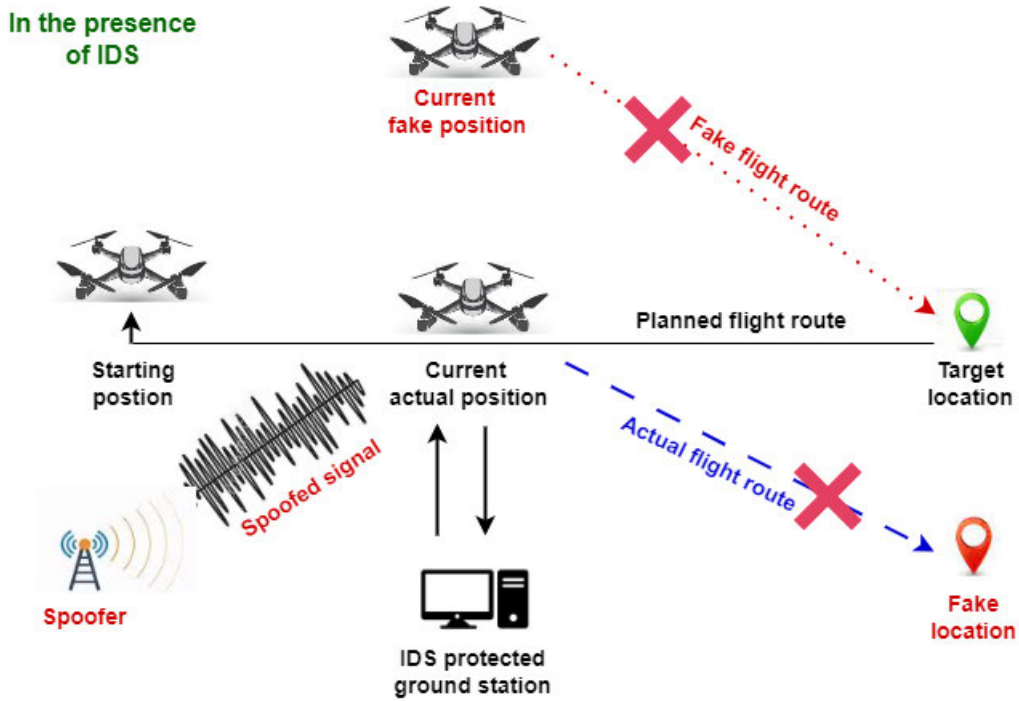 In the presence
of IDS
Current
fake position
Fake flight route
Planned flight route
Starting
postion
Current
actual position
Target
location
Spoofed signal
Actual flight route
Spoofer
IDS protected
ground station
Fake
location